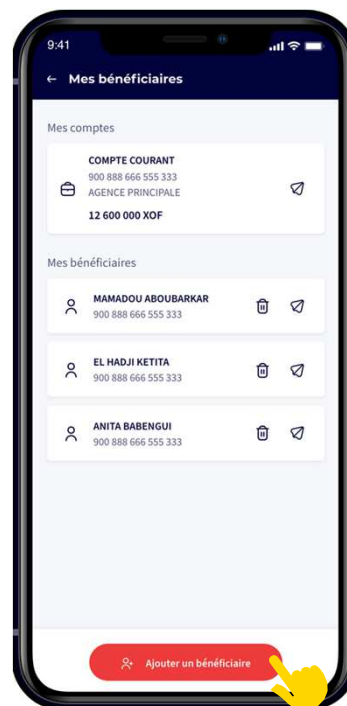 9:41
← Mes bénéficiaires
Mes comptes
COMPTE COURANT
900 888 666 555 333
AGENCE PRINCIPALE
12 600 000 XOF
Mes bénéficiaires
MAMADOU ABOUBARKAR
900 888 666 555 333
EL HADJI KETITA
900 888 666 555 333
ANITA BABENGUI
900 888 666 555 333
Ajouter un bénéficiaire